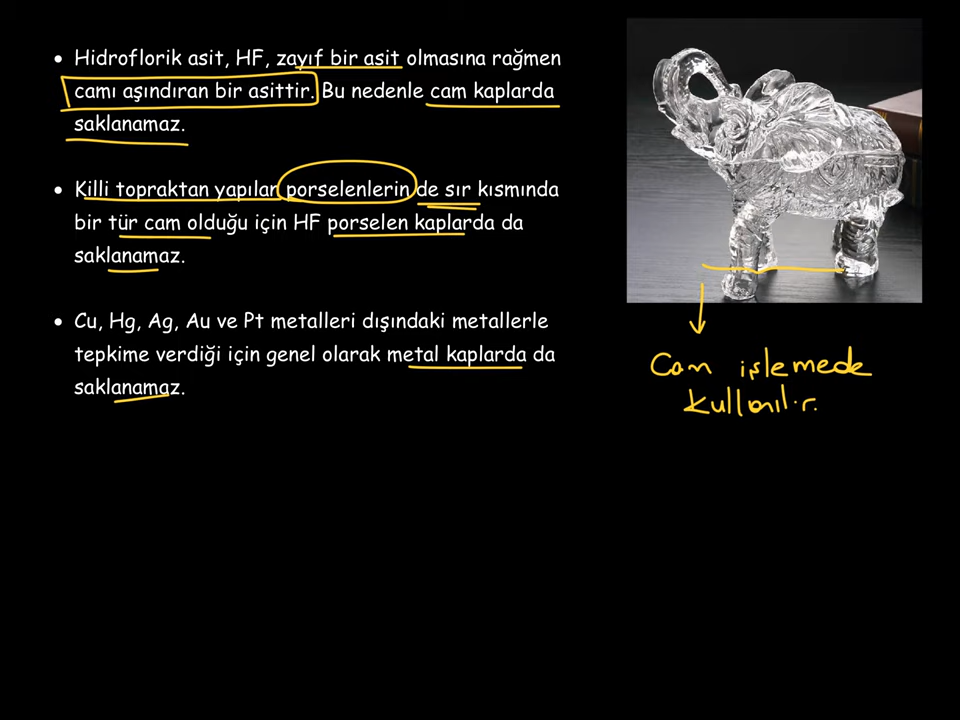 • Hidroflorik asit, HF, zayıf bir asit olmasına rağmen
camı aşındıran bir asittir. Bu nedenle cam kaplarda
saklanamaz.
• Killi topraktan yapılan porselenlerin de sır kısmında
bir tür cam olduğu için HF porselen kaplarda da
saklanamaz.
• Cu, Hg, Ag, Au ve Pt metalleri dışındaki metallerle
tepkime verdiği için genel olarak metal kaplarda da
saklanamaz.
Cam işlemede
kullanılır.